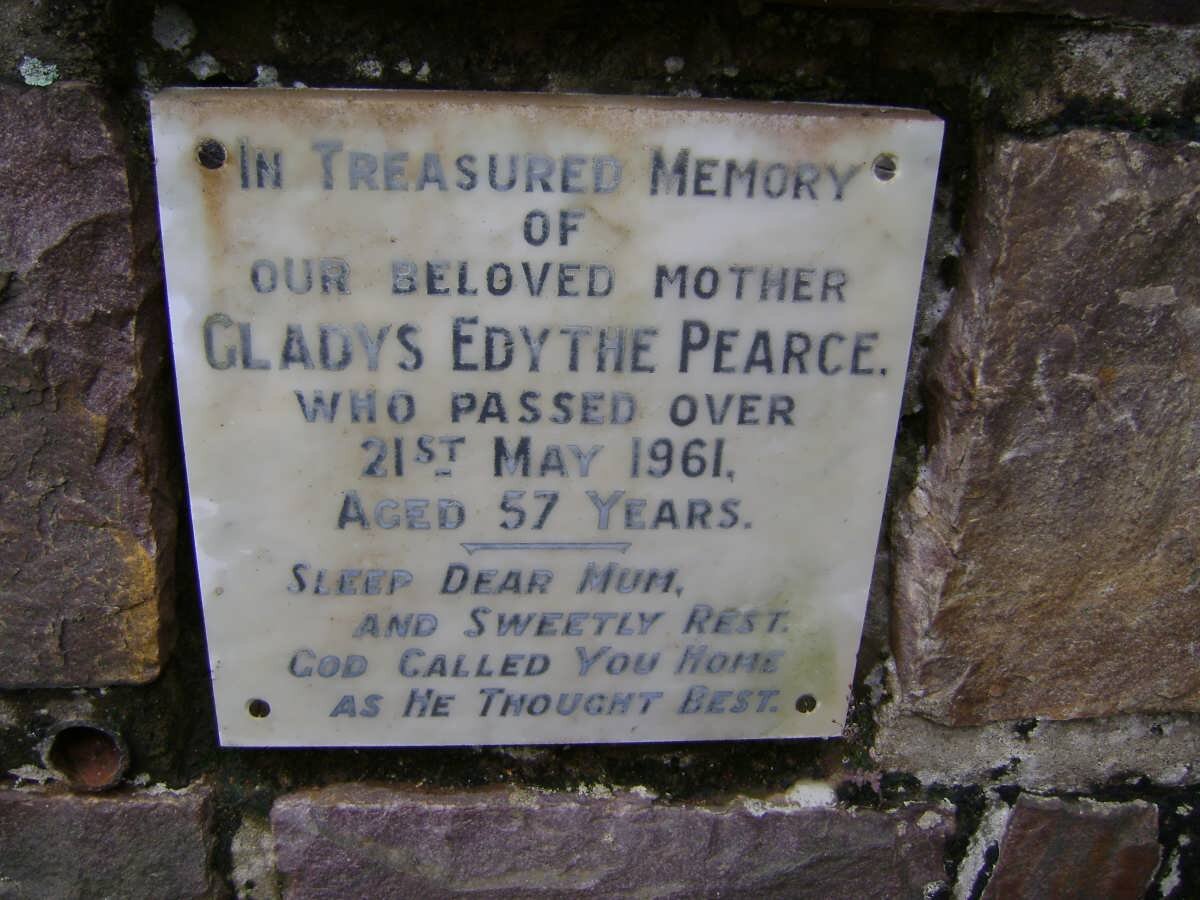 IN TREASURED MEMORY
OF
OUR BELOVED MOTHER
GLADYS EDYTHE PEARCE,
WHO PASSED OVER
21ST MAY 1961,
AGED 57 YEARS.
SLEEP DEAR MUM,
AND SWEETLY REST.
GOD CALLED YOU HOME
AS HE THOUGHT BEST.